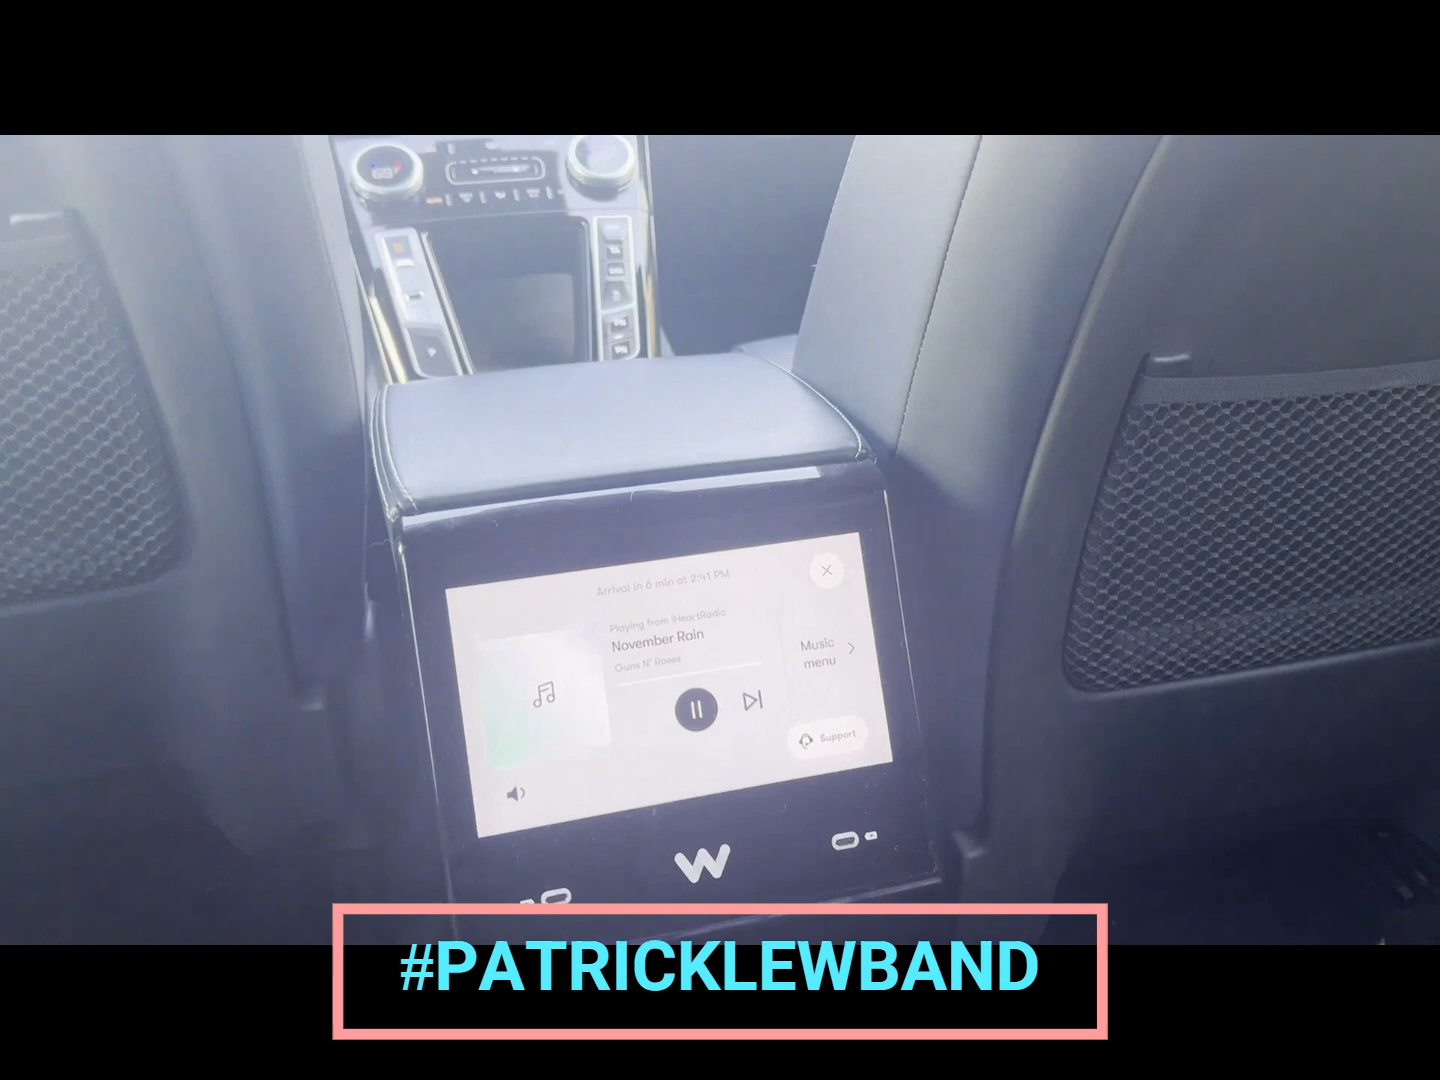 69°
Arrival in 6 min at 2:41 PM
Playing from iHeartRadio
November Rain
Guns N' Roses
Music
menu
Support
W
#PATRICKLEWBAND